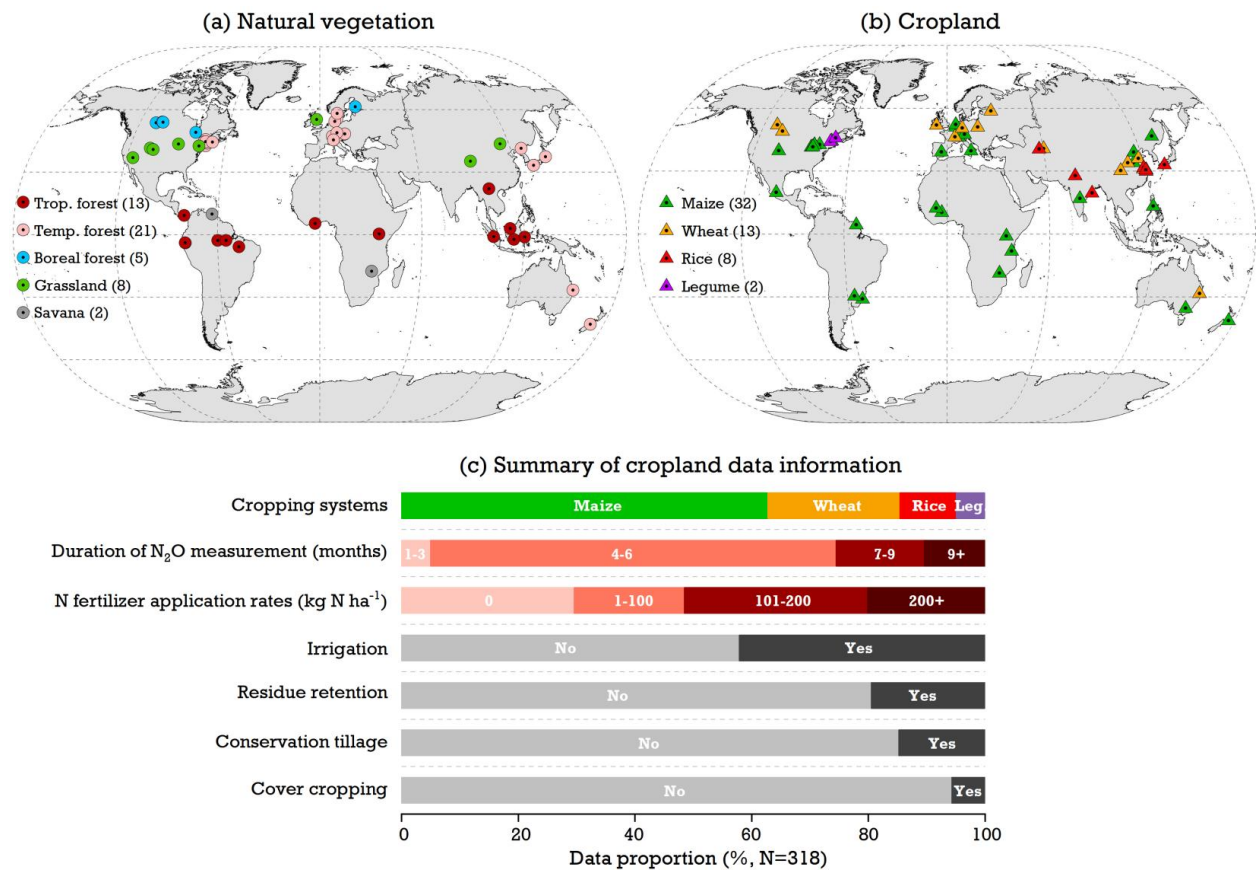 (a) Natural vegetation
Trop. forest (13)
Temp. forest (21)
Boreal forest (5)
Grassland (8)
Savana (2)
(b) Cropland
Maize (32)
Wheat (13)
Rice (8)
Legume (2)
(c) Summary of cropland data information
Cropping systems Maize Wheat Rice Leg
Duration of N₂O measurement (months) 1-3 4-6 7-9 9+
N fertilizer application rates (kg N ha⁻¹) 0 1-100 101-200 200+
Irrigation No Yes
Residue retention No Yes
Conservation tillage No Yes
Cover cropping No Yes
0 20 40 60 80 100
Data proportion (%, N=318)